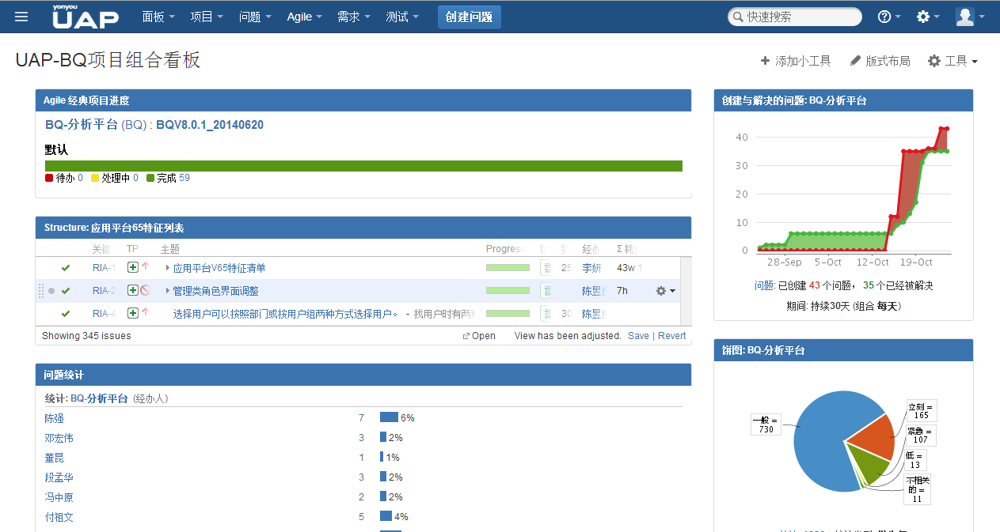 yonyou
UAP
面板 项目 问题 Agile 需求 测试 创建问题 快速搜索
UAP-BQ项目组合看板
添加小工具 版式布局 工具
Agile 经典项目进度
BQ-分析平台 (BQ) : BQV8.0.1_20140620
默认
待办 0 处理中 0 完成 59
Structure: 应用平台65特征列表
关键 TP 主题 Progress 经办 Σ 耗
RIA-1 应用平台V65特征清单 25 李妍 43w 1
RIA-2 管理类角色界面调整 陈昱 7h
RIA-4 选择用户可以按照部门或按用户组两种方式选择用户。 - 找用户时有两种 30 陈昱
Showing 345 issues Open View has been adjusted. Save | Revert
问题统计
统计: BQ-分析平台 (经办人)
陈强 7 6%
邓宏伟 3 2%
董昆 1 1%
段孟华 3 2%
冯中原 2 2%
付祖文 5 4%
创建与解决的问题: BQ-分析平台
40
30
20
10
0
28-Sep 5-Oct 12-Oct 19-Oct
问题: 已创建 43 个问题， 35 个已经被解决
期间: 持续30天 (组合 每天)
饼图: BQ-分析平台
一般 =
730
立刻 =
165
紧急 =
107
低 =
13
不相关
的 =
11